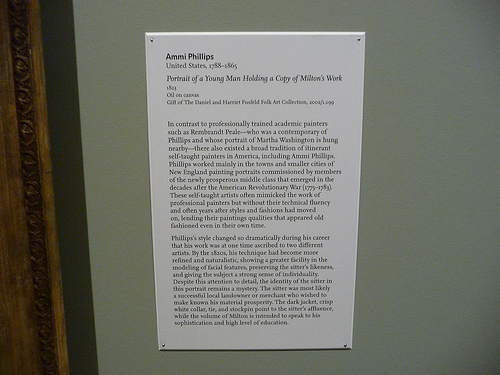 Ammi Phillips
United States, 1788–1865
Portrait of a Young Man Holding a Copy of Milton's Work
1823
Oil on canvas
Gift of The Daniel and Harriet Fusfeld Folk Art Collection, 2002/1.199
In contrast to professionally trained academic painters
such as Rembrandt Peale—who was a contemporary of
Phillips and whose portrait of Martha Washington is hung
nearby—there also existed a broad tradition of itinerant
self-taught painters in America, including Ammi Phillips.
Phillips worked mainly in the towns and smaller cities of
New England painting portraits commissioned by members
of the newly prosperous middle class that emerged in the
decades after the American Revolutionary War (1775–1783).
These self-taught artists often mimicked the work of
professional painters but without their technical fluency
and often years after styles and fashions had moved
on, lending their paintings qualities that appeared old
fashioned even in their own time.
Phillips's style changed so dramatically during his career
that his work was at one time ascribed to two different
artists. By the 1820s, his technique had become more
refined and naturalistic, showing a greater facility in the
modeling of facial features, preserving the sitter's likeness,
and giving the subject a strong sense of individuality.
Despite this attention to detail, the identity of the sitter in
this portrait remains a mystery. The sitter was most likely
a successful local landowner or merchant who wished to
make known his material prosperity. The dark jacket, crisp
white collar, tie, and stockpin point to the sitter's affluence,
while the volume of Milton is intended to speak to his
sophistication and high level of education.